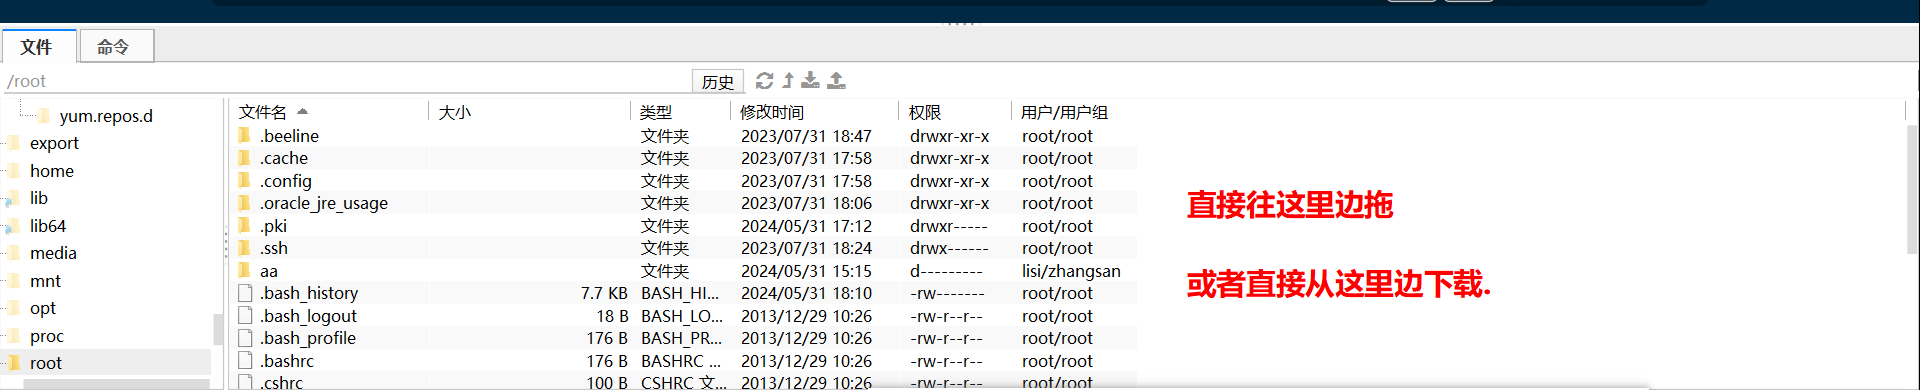 文件 命令
/root 历史
文件名 大小 类型 修改时间 权限 用户/用户组
yum.repos.d
export
home
lib
lib64
media
mnt
opt
proc
root
.beeline 文件夹 2023/07/31 18:47 drwxr-xr-x root/root
.cache 文件夹 2023/07/31 17:58 drwxr-xr-x root/root
.config 文件夹 2023/07/31 17:58 drwxr-xr-x root/root
.oracle_jre_usage 文件夹 2023/07/31 18:06 drwxr-xr-x root/root
.pki 文件夹 2024/05/31 17:12 drwxr----- root/root
.ssh 文件夹 2023/07/31 18:24 drwx------ root/root
aa 文件夹 2024/05/31 15:15 d--------- lisi/zhangsan
.bash_history 7.7 KB BASH_HI... 2024/05/31 18:10 -rw------- root/root
.bash_logout 18 B BASH_LO... 2013/12/29 10:26 -rw-r--r-- root/root
.bash_profile 176 B BASH_PR... 2013/12/29 10:26 -rw-r--r-- root/root
.bashrc 176 B BASHRC ... 2013/12/29 10:26 -rw-r--r-- root/root
.cshrc 100 B CSHRC 文... 2013/12/29 10:26 -rw-r--r-- root/root
直接往这里边拖
或者直接从这里边下载.